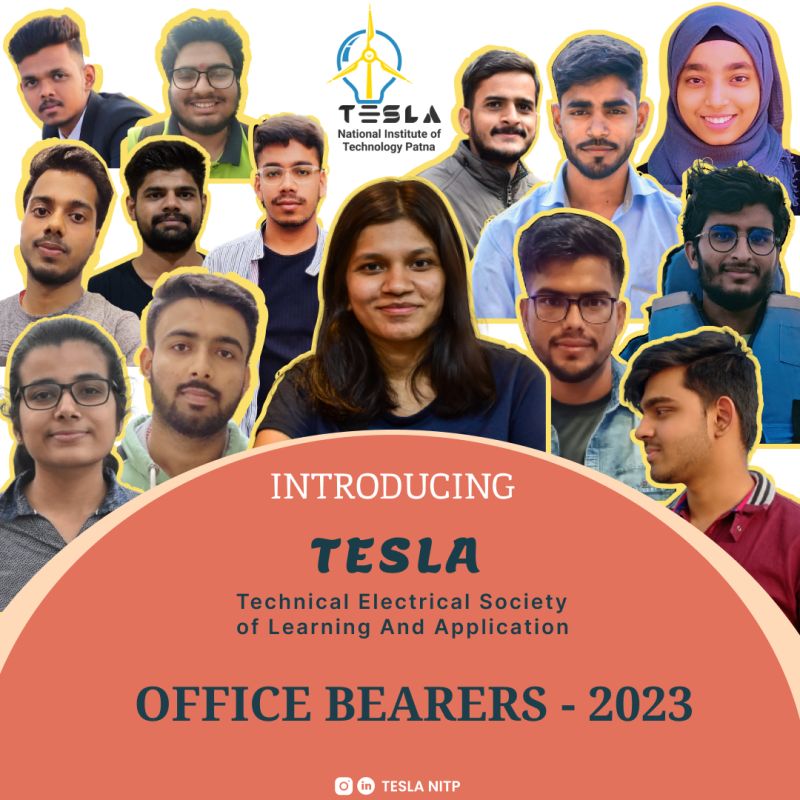 TESLA
National Institute of
Technology Patna
INTRODUCING
TESLA
Technical Electrical Society
of Learning And Application
OFFICE BEARERS - 2023
TESLA NITP